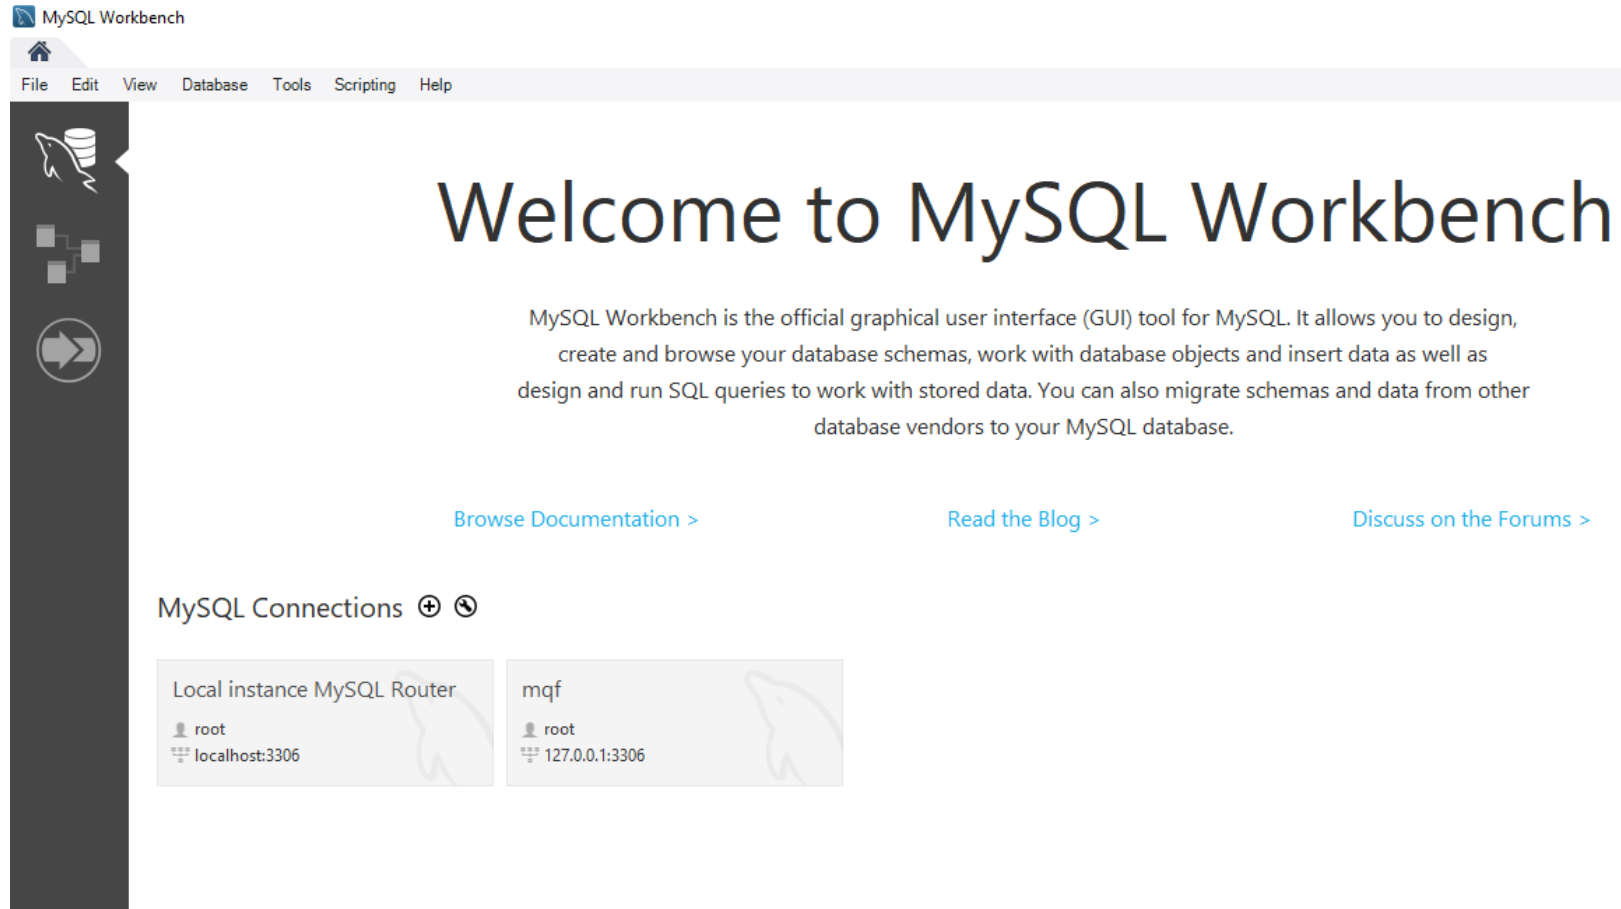 MySQL Workbench
File Edit View Database Tools Scripting Help
Welcome to MySQL Workbench
MySQL Workbench is the official graphical user interface (GUI) tool for MySQL. It allows you to design,
create and browse your database schemas, work with database objects and insert data as well as
design and run SQL queries to work with stored data. You can also migrate schemas and data from other
database vendors to your MySQL database.
Browse Documentation > Read the Blog > Discuss on the Forums >
MySQL Connections
Local instance MySQL Router
root
localhost:3306
mqf
root
127.0.0.1:3306